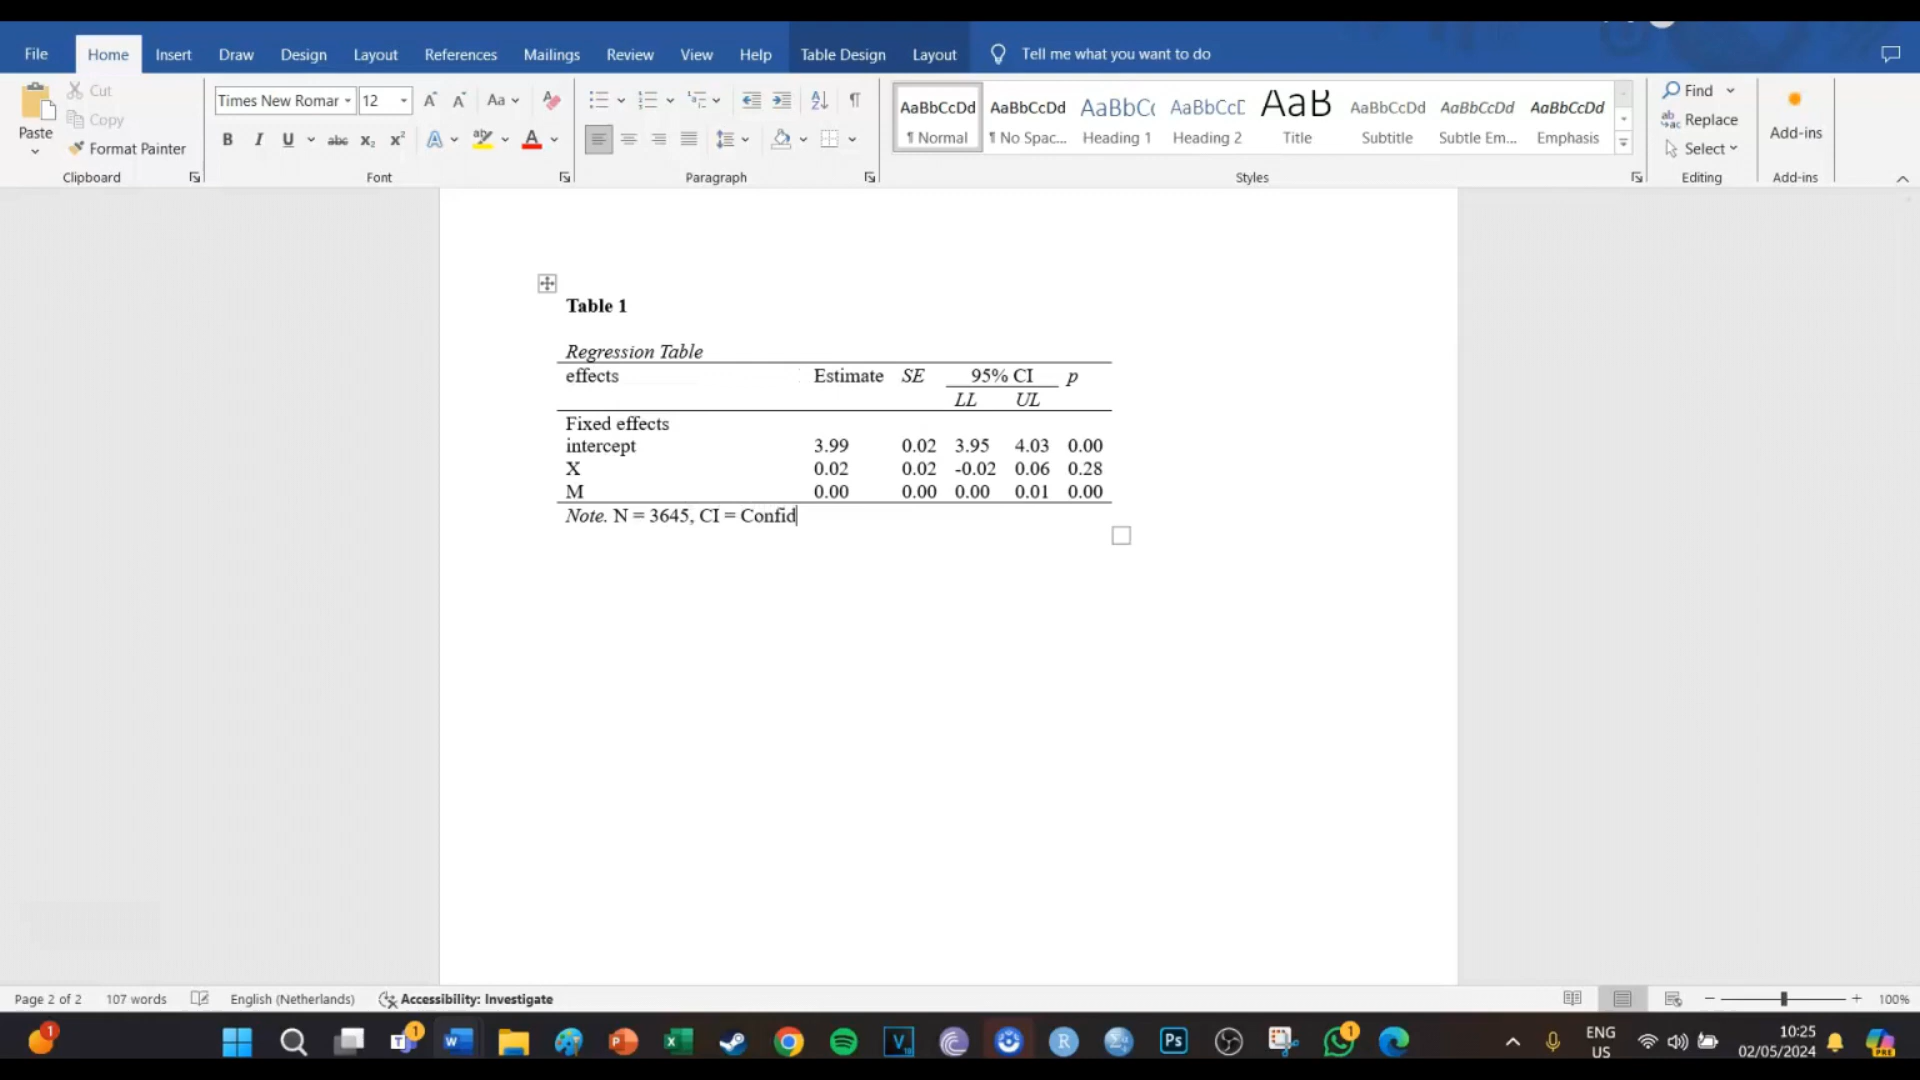 File Home Insert Draw Design Layout References Mailings Review View Help Table Design Layout Tell me what you want to do
Paste
Cut
Copy
Format Painter
Clipboard
Times New Romar 12
Font
Paragraph
AaBbCcDd AaBbCcDd AaBbC( AaBbCcD AaB AaBbCcDd AaBbCcDd AaBbCcDd
¶ Normal ¶ No Spac... Heading 1 Heading 2 Title Subtitle Subtle Em... Emphasis
Styles
Find
Replace
Select
Editing
Add-ins
Add-ins
Table 1
Regression Table
effects Estimate SE 95% CI p
LL UL
Fixed effects
intercept 3.99 0.02 3.95 4.03 0.00
X 0.02 0.02 -0.02 0.06 0.28
M 0.00 0.00 0.00 0.01 0.00
Note. N = 3645, CI = Confid
Page 2 of 2 107 words English (Netherlands) Accessibility: Investigate 100%
ENG
US
10:25
02/05/2024